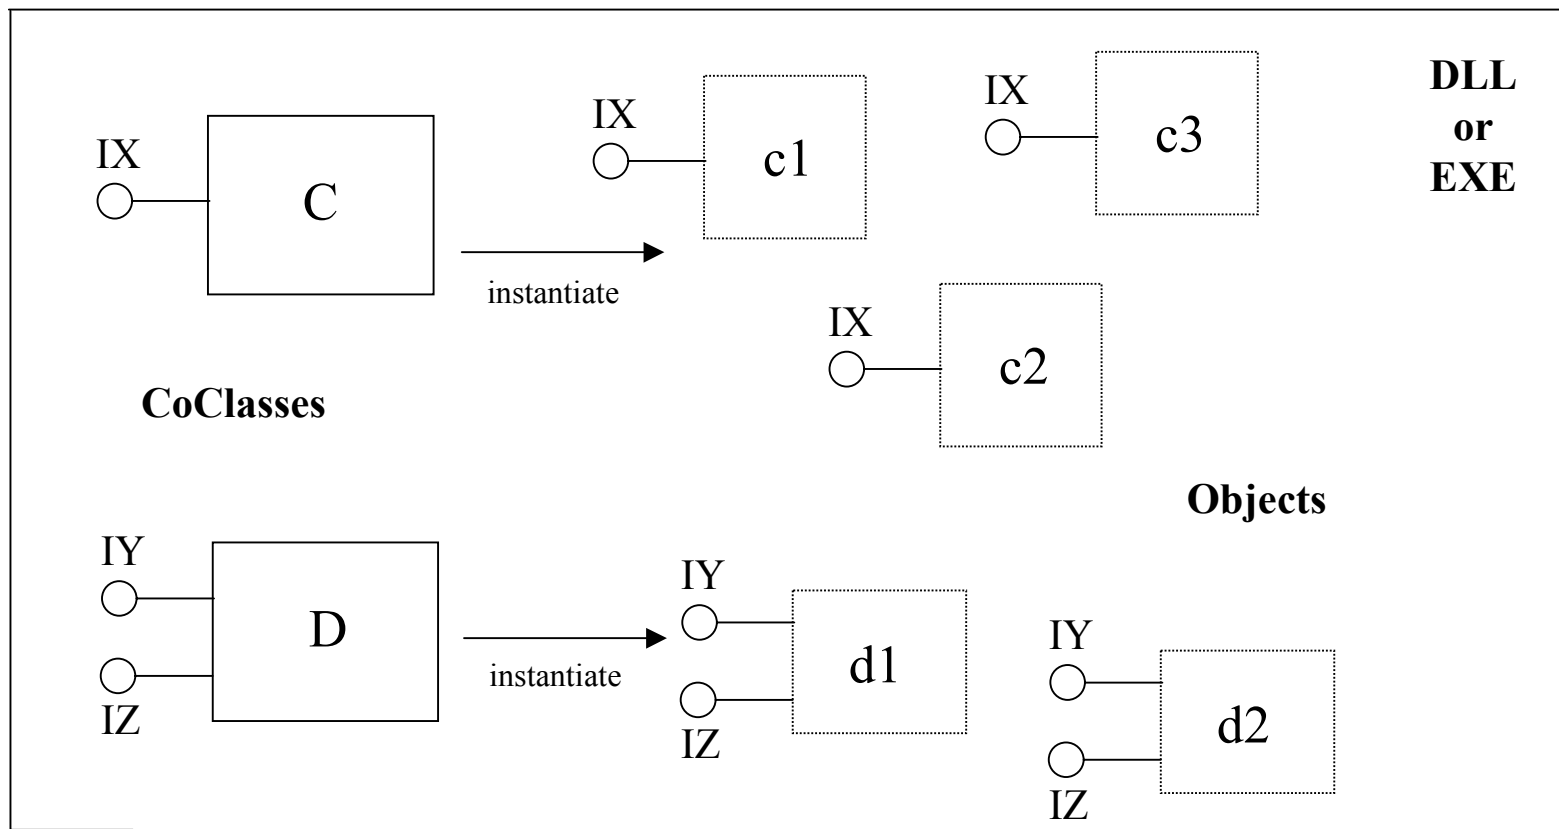 IX
C
instantiate
IX
c1
IX
c3
DLL
or
EXE
IX
c2
CoClasses
Objects
IY
IZ
D
instantiate
IY
IZ
d1
IY
IZ
d2